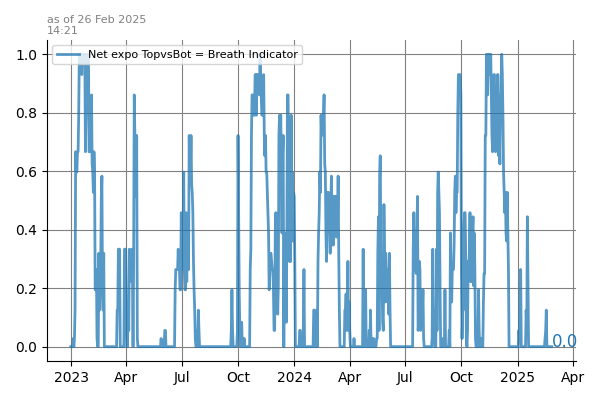 as of 26 Feb 2025
14:21
Net expo TopvsBot = Breath Indicator
1.0
0.8
0.6
0.4
0.2
0.0
0.0
2023 Apr Jul Oct 2024 Apr Jul Oct 2025 Apr